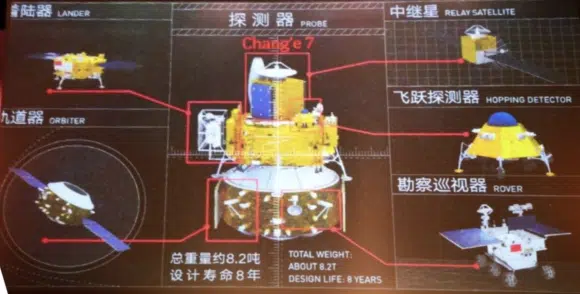 陆器 LANDER
探测器 PROBE
中继星 RELAY SATELLITE
Chang'e 7
飞跃探测器 HOPPING DETECTOR
轨道器 ORBITER
勘察巡视器 ROVER
总重量约8.2吨
设计寿命8年
TOTAL WEIGHT:
ABOUT 8.2T
DESIGN LIFE: 8 YEARS